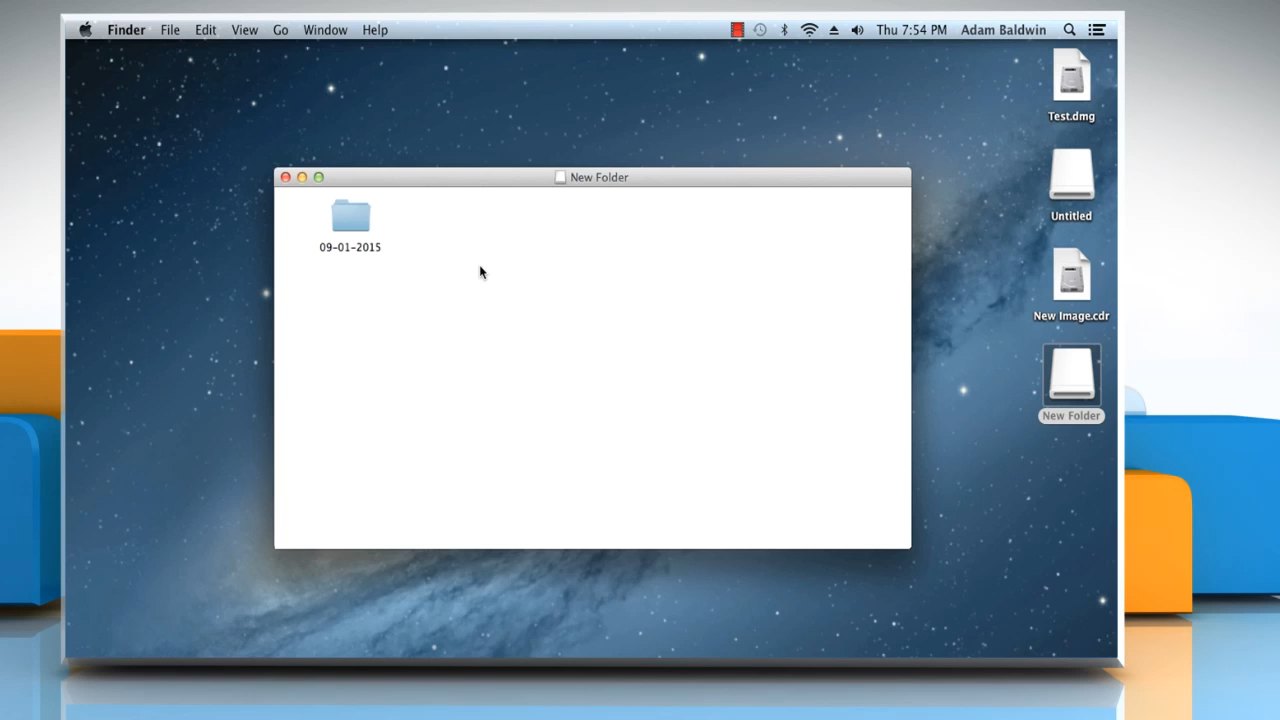 Finder File Edit View Go Window Help Thu 7:54 PM Adam Baldwin
Test.dmg
New Folder
Untitled
09-01-2015
New Image.cdr
New Folder